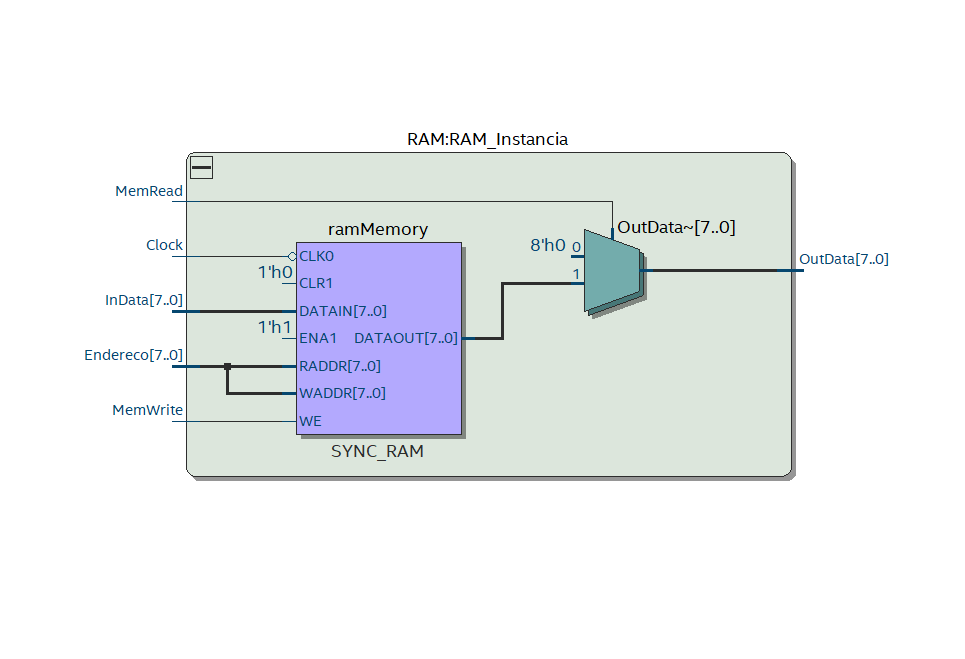 RAM:RAM_Instancia
MemRead
ramMemory
OutData~[7..0]
8'h0
0
Clock
CLK0
OutData[7..0]
1'h0
CLR1
1
InData[7..0]
DATAIN[7..0]
1'h1
ENA1
DATAOUT[7..0]
Endereco[7..0]
RADDR[7..0]
WADDR[7..0]
MemWrite
WE
SYNC_RAM